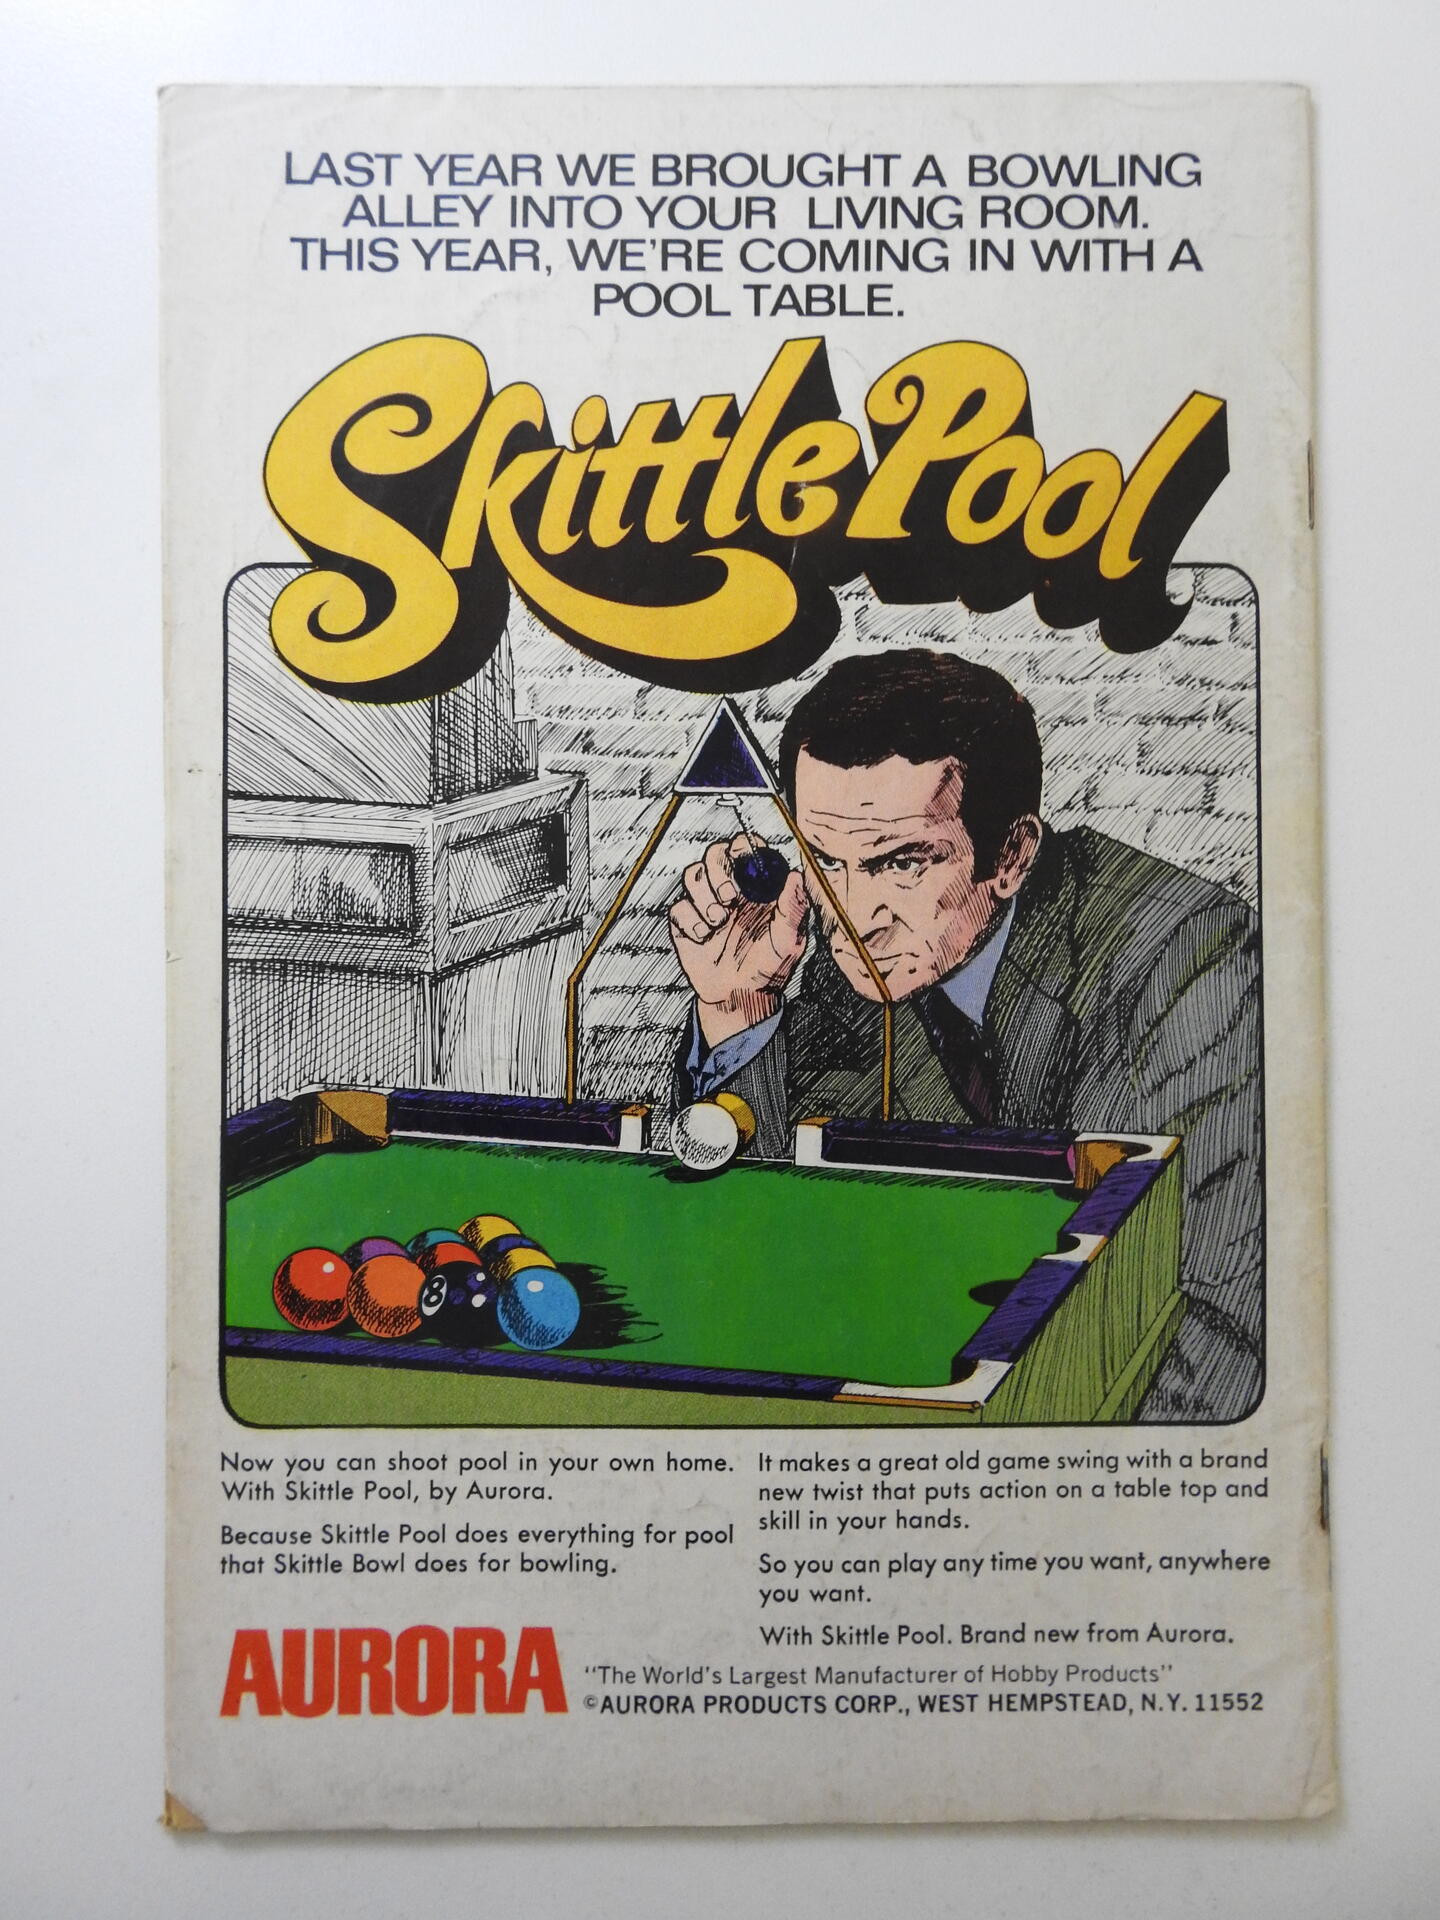 LAST YEAR WE BROUGHT A BOWLING
ALLEY INTO YOUR LIVING ROOM.
THIS YEAR, WE'RE COMING IN WITH A
POOL TABLE.
Skittle Pool
8
Now you can shoot pool in your own home.
With Skittle Pool, by Aurora.
Because Skittle Pool does everything for pool
that Skittle Bowl does for bowling.
It makes a great old game swing with a brand
new twist that puts action on a table top and
skill in your hands.
So you can play any time you want, anywhere
you want.
With Skittle Pool. Brand new from Aurora.
AURORA
"The World's Largest Manufacturer of Hobby Products"
©AURORA PRODUCTS CORP., WEST HEMPSTEAD, N.Y. 11552